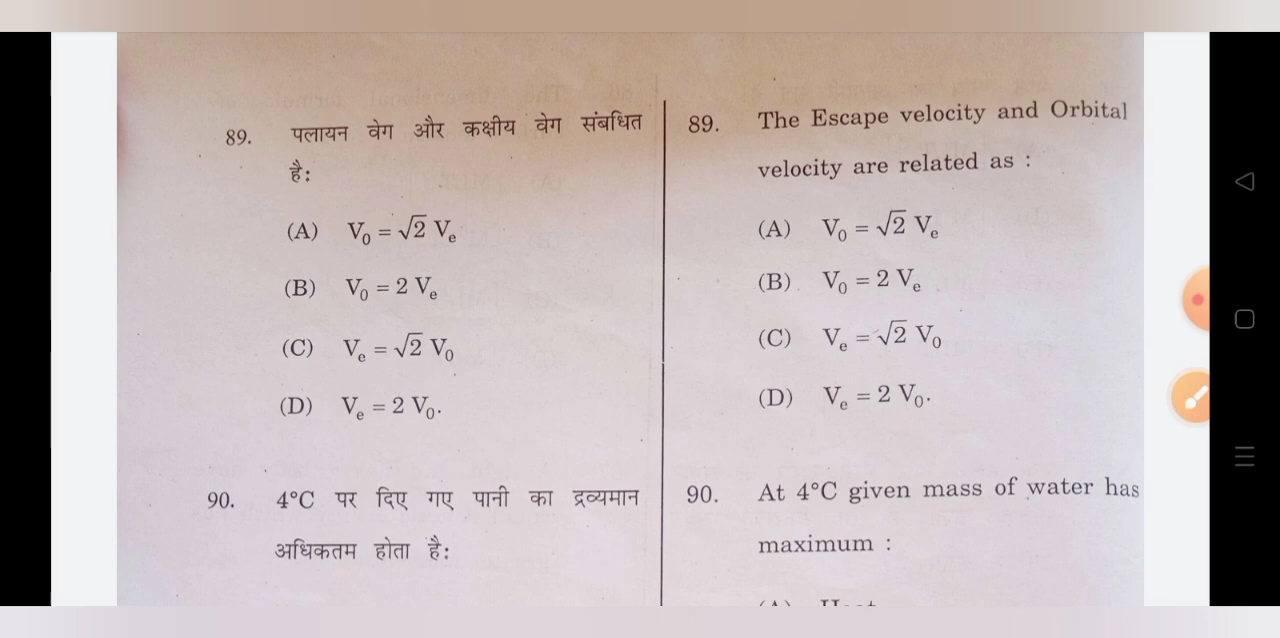 89. पलायन वेग और कक्षीय वेग संबधित
है:
(A) V₀ = √2 Vₑ
(B) V₀ = 2 Vₑ
(C) Vₑ = √2 V₀
(D) Vₑ = 2 V₀.
90. 4°C पर दिए गए पानी का द्रव्यमान
अधिकतम होता है:
89. The Escape velocity and Orbital
velocity are related as :
(A) V₀ = √2 Vₑ
(B) V₀ = 2 Vₑ
(C) Vₑ = √2 V₀
(D) Vₑ = 2 V₀.
90. At 4°C given mass of water has
maximum :